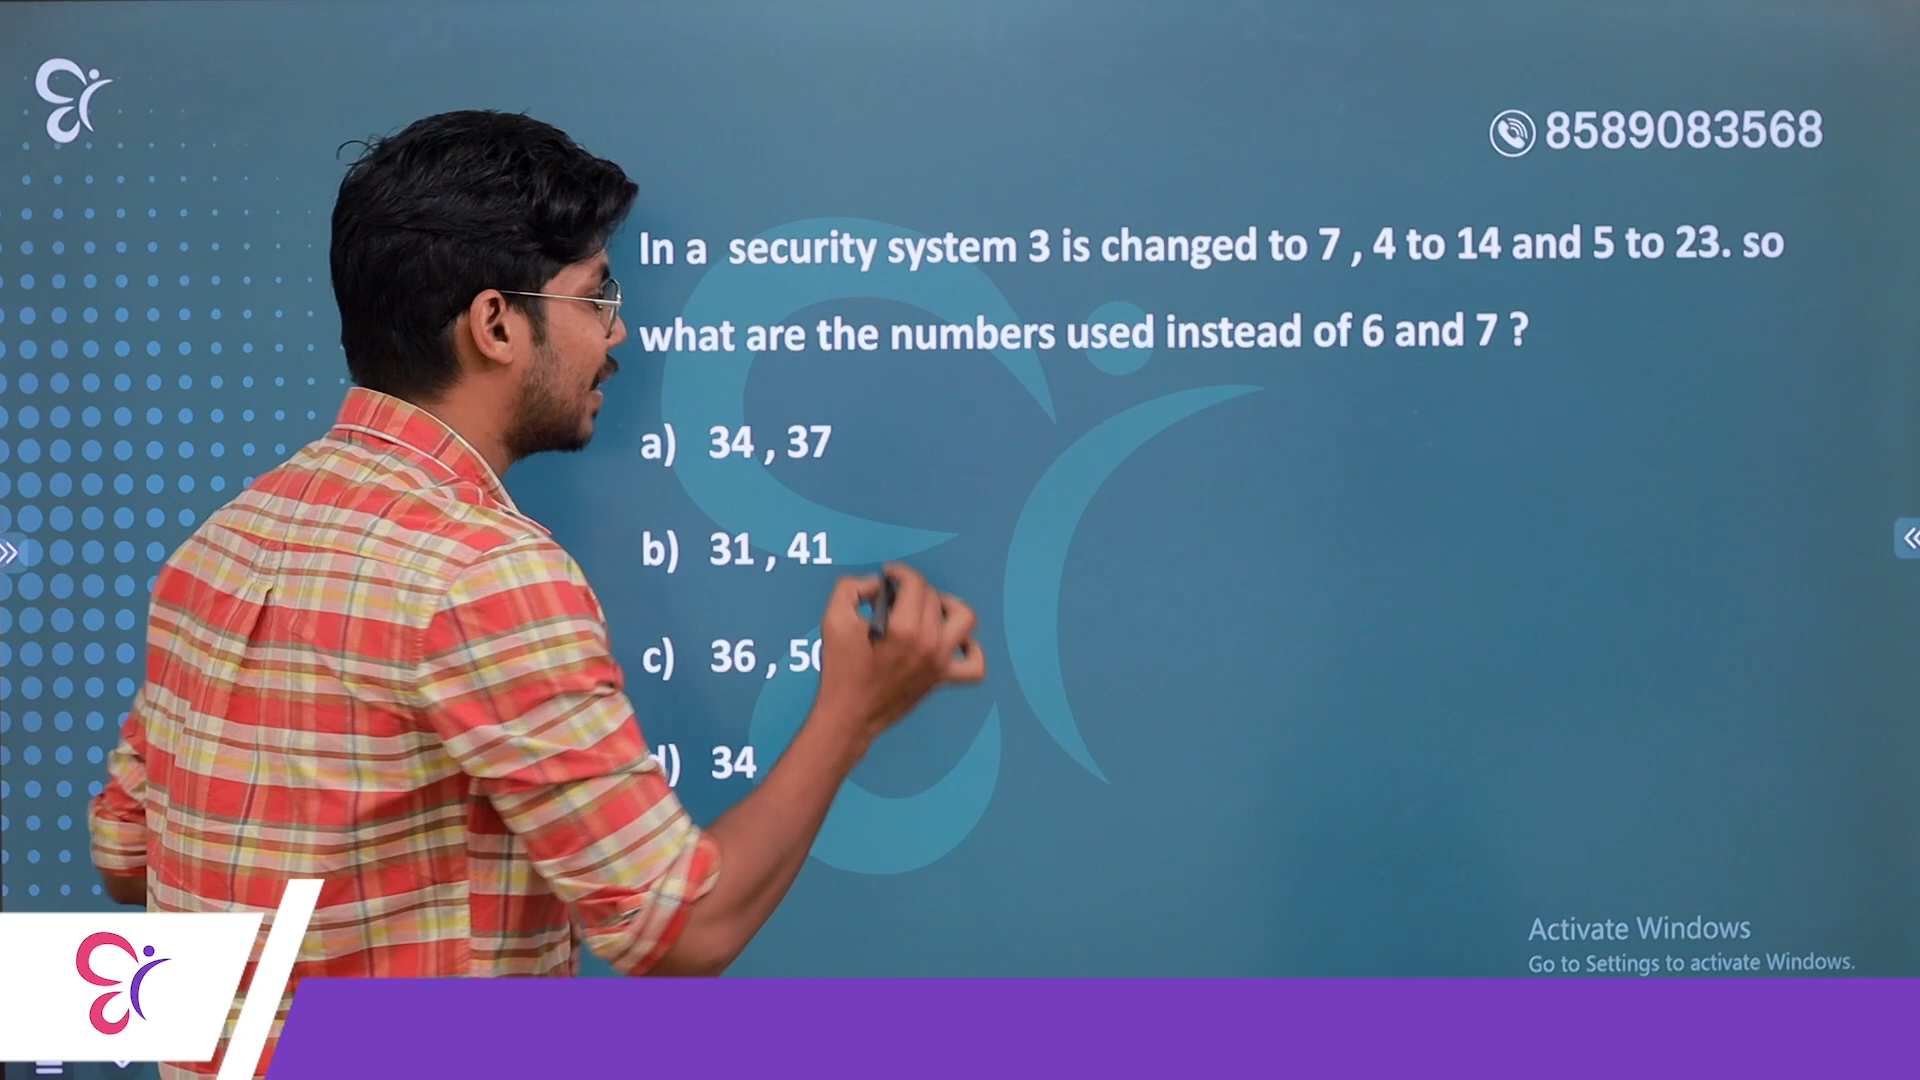 8589083568
In a security system 3 is changed to 7 , 4 to 14 and 5 to 23. so
what are the numbers used instead of 6 and 7 ?
a) 34 , 37
b) 31 , 41
c) 36 , 50
d) 34
Activate Windows
Go to Settings to activate Windows.